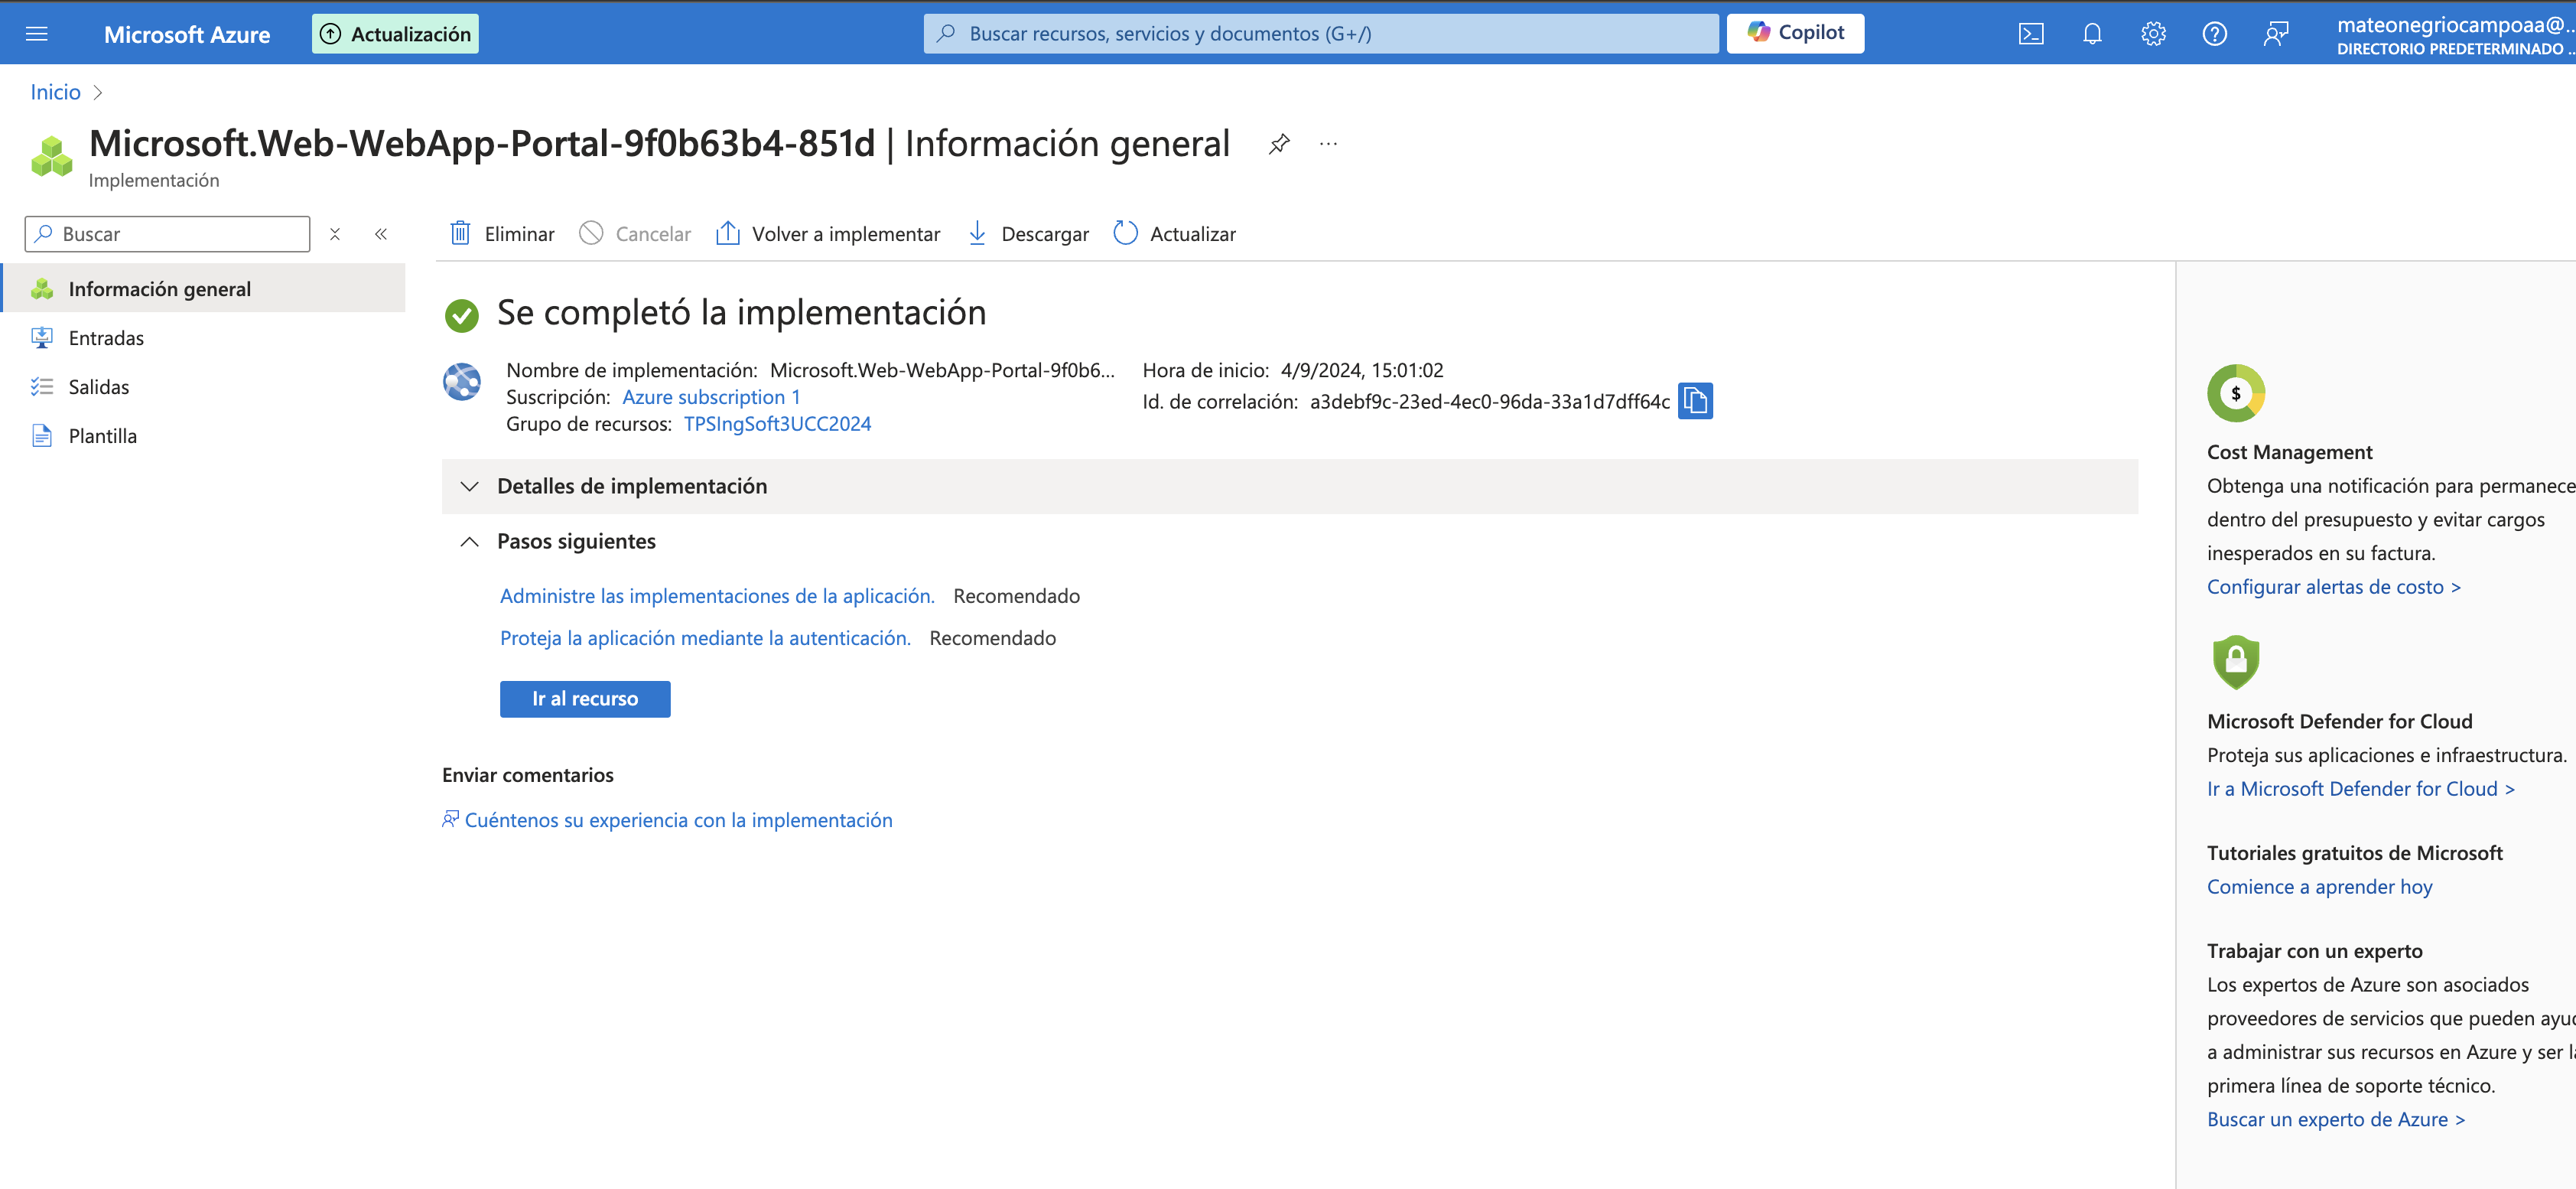 Microsoft Azure
Actualización
Buscar recursos, servicios y documentos (G+/)
Copilot
mateonegriocampoaa@...
DIRECTORIO PREDETERMINADO ...
Inicio
Microsoft.Web-WebApp-Portal-9f0b63b4-851d | Información general
...
Implementación
Buscar
Eliminar
Cancelar
Volver a implementar
Descargar
Actualizar
Información general
Entradas
Salidas
Plantilla
Se completó la implementación
Nombre de implementación: Microsoft.Web-WebApp-Portal-9f0b6...
Suscripción: Azure subscription 1
Grupo de recursos: TPSIngSoft3UCC2024
Hora de inicio: 4/9/2024, 15:01:02
Id. de correlación: a3debf9c-23ed-4ec0-96da-33a1d7dff64c
Detalles de implementación
Pasos siguientes
Administre las implementaciones de la aplicación. Recomendado
Proteja la aplicación mediante la autenticación. Recomendado
Ir al recurso
Enviar comentarios
Cuéntenos su experiencia con la implementación
$
Cost Management
Obtenga una notificación para permanece
dentro del presupuesto y evitar cargos
inesperados en su factura.
Configurar alertas de costo >
Microsoft Defender for Cloud
Proteja sus aplicaciones e infraestructura.
Ir a Microsoft Defender for Cloud >
Tutoriales gratuitos de Microsoft
Comience a aprender hoy
Trabajar con un experto
Los expertos de Azure son asociados
proveedores de servicios que pueden ayu
a administrar sus recursos en Azure y ser l
primera línea de soporte técnico.
Buscar un experto de Azure >